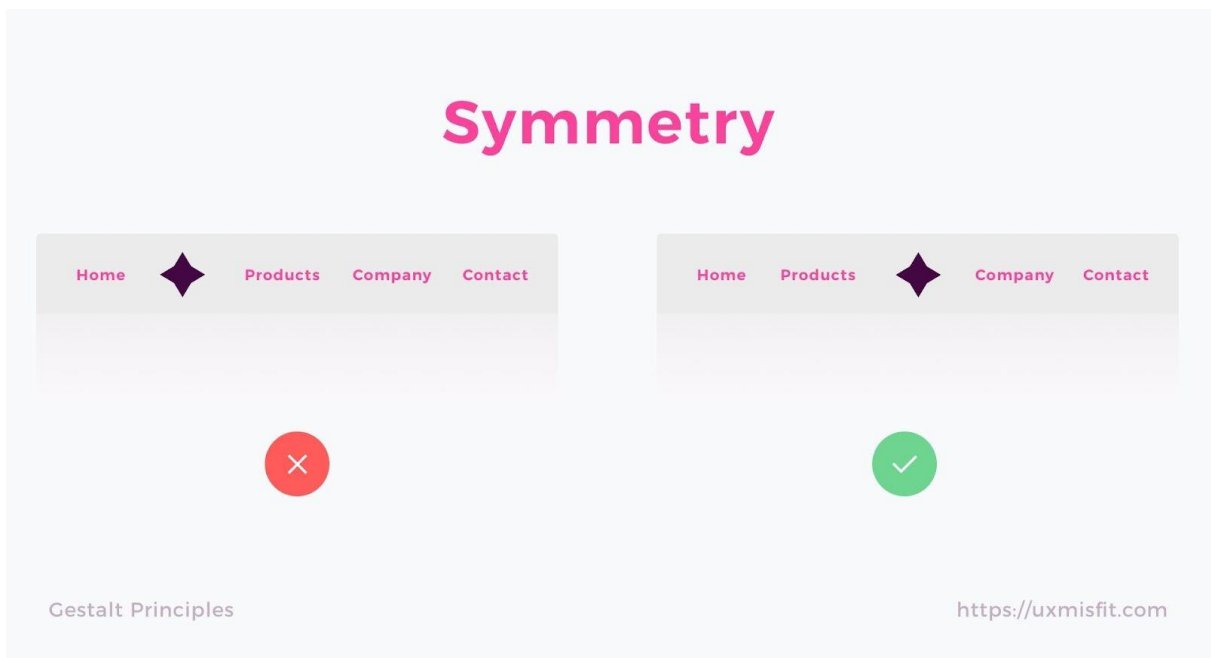 Symmetry
Home Products Company Contact
Home Products Company Contact
Gestalt Principles
https://uxmisfit.com